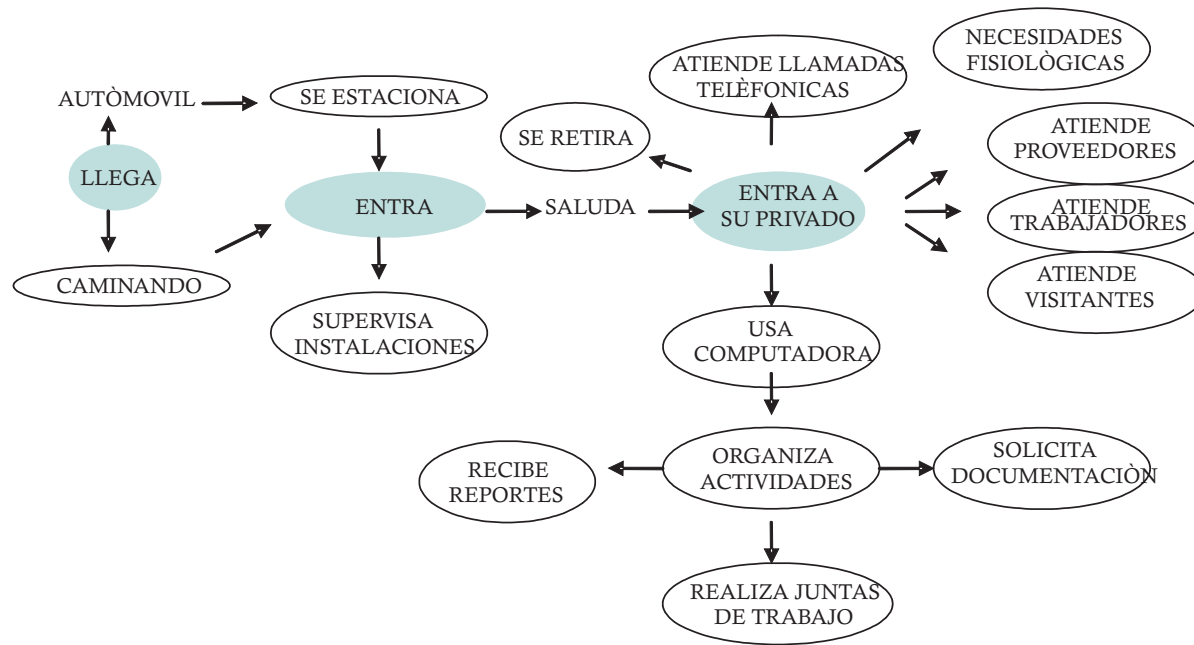 AUTÒMOVIL
SE ESTACIONA
LLEGA
CAMINANDO
ENTRA
SUPERVISA
INSTALACIONES
SALUDA
SE RETIRA
ATIENDE LLAMADAS
TELÈFONICAS
ENTRA A
SU PRIVADO
NECESIDADES
FISIOLÒGICAS
ATIENDE
PROVEEDORES
ATIENDE
TRABAJADORES
ATIENDE
VISITANTES
USA
COMPUTADORA
ORGANIZA
ACTIVIDADES
RECIBE
REPORTES
SOLICITA
DOCUMENTACIÒN
REALIZA JUNTAS
DE TRABAJO